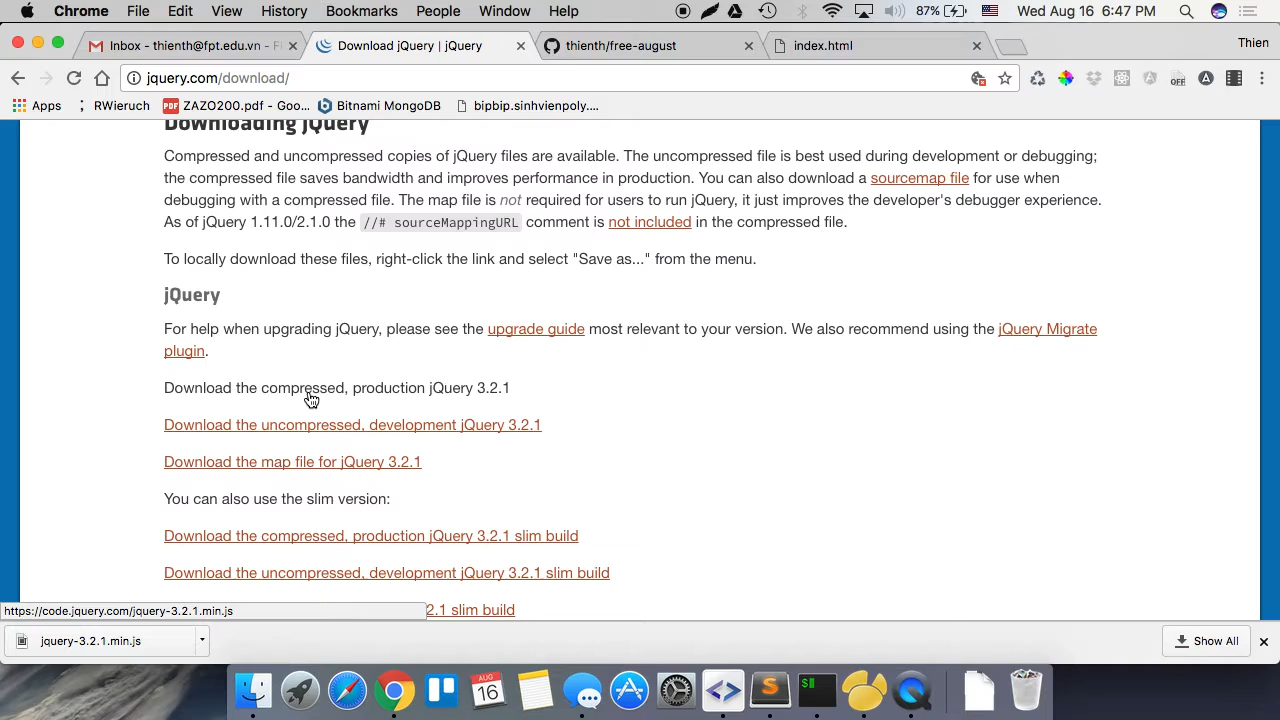 Chrome File Edit View History Bookmarks People Window Help 87% Wed Aug 16 6:47 PM
Inbox - thienth@fpt.edu.vn - F Download jQuery | jQuery thienth/free-august index.html Thien
jquery.com/download/
Apps RWieruch ZAZO200.pdf - Goo... Bitnami MongoDB bipbip.sinhvienpoly....
Downloading jQuery
Compressed and uncompressed copies of jQuery files are available. The uncompressed file is best used during development or debugging;
the compressed file saves bandwidth and improves performance in production. You can also download a sourcemap file for use when
debugging with a compressed file. The map file is not required for users to run jQuery, it just improves the developer's debugger experience.
As of jQuery 1.11.0/2.1.0 the //# sourceMappingURL comment is not included in the compressed file.
To locally download these files, right-click the link and select "Save as..." from the menu.
jQuery
For help when upgrading jQuery, please see the upgrade guide most relevant to your version. We also recommend using the jQuery Migrate
plugin.
Download the compressed, production jQuery 3.2.1
Download the uncompressed, development jQuery 3.2.1
Download the map file for jQuery 3.2.1
You can also use the slim version:
Download the compressed, production jQuery 3.2.1 slim build
Download the uncompressed, development jQuery 3.2.1 slim build
https://code.jquery.com/jquery-3.2.1.min.js 2.1 slim build
jquery-3.2.1.min.js Show All
AUG
16